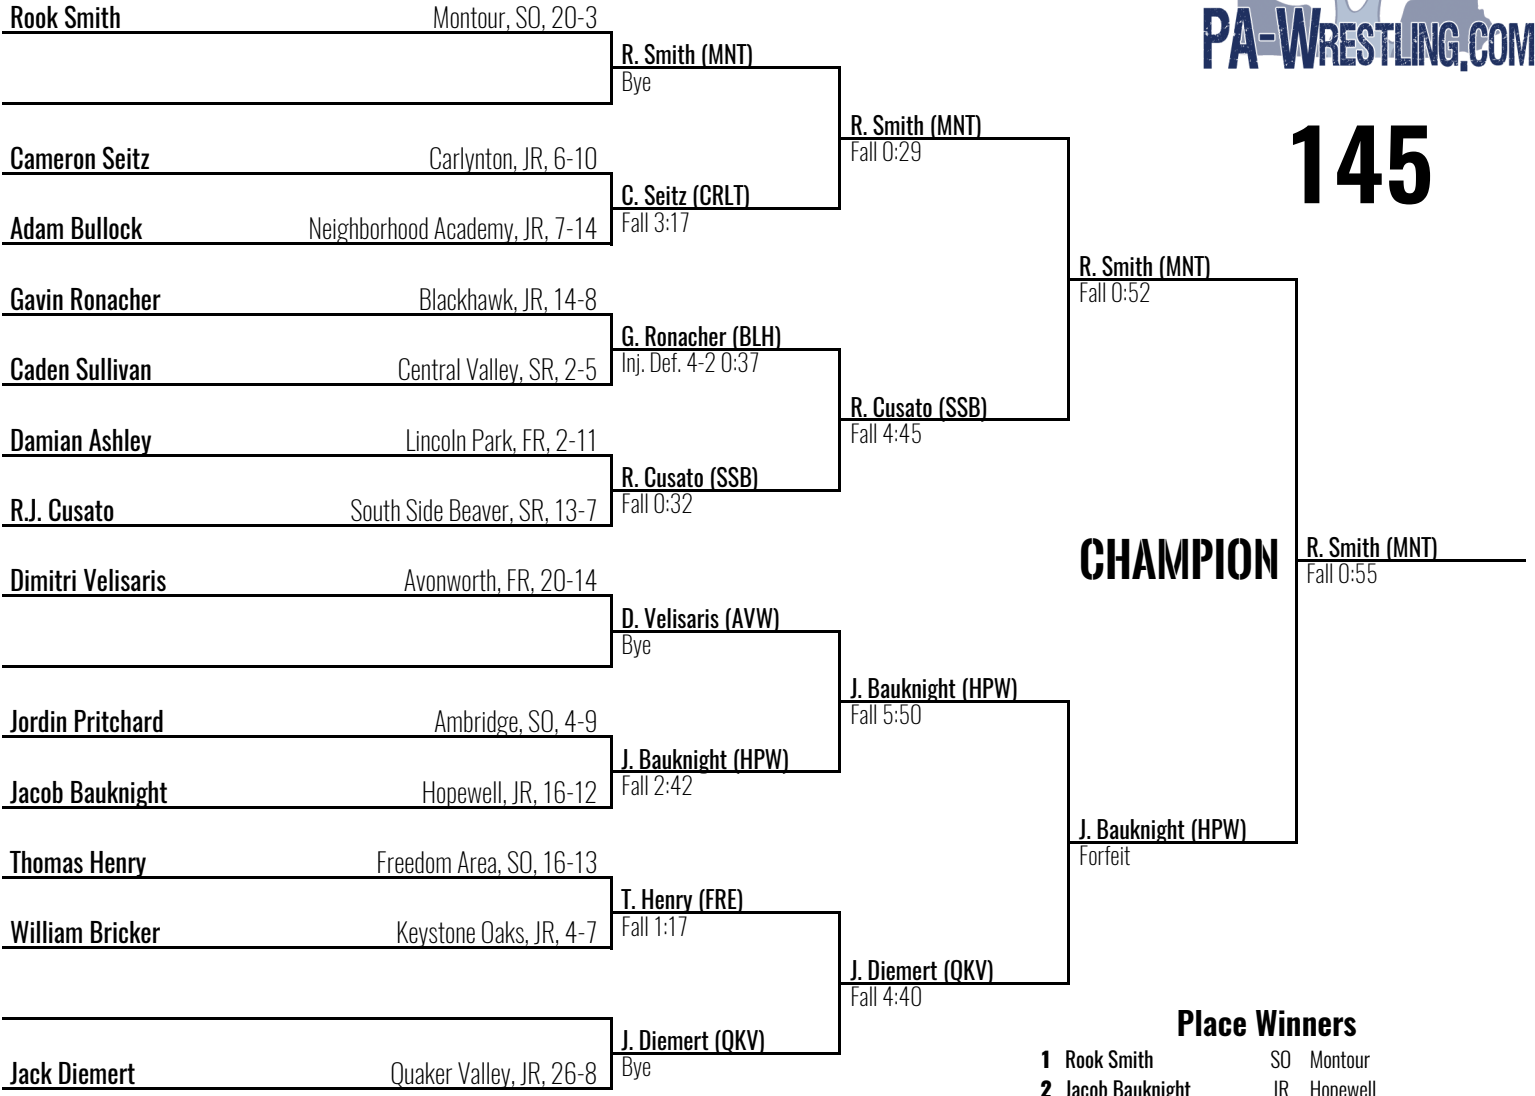 Rook Smith Montour, SO, 20-3
PA-WRESTLING.COM
R. Smith (MNT)
Bye
145
R. Smith (MNT)
Fall 0:29
Cameron Seitz Carlynton, JR, 6-10
C. Seitz (CRLT)
Fall 3:17
Adam Bullock Neighborhood Academy, JR, 7-14
R. Smith (MNT)
Fall 0:52
Gavin Ronacher Blackhawk, JR, 14-8
G. Ronacher (BLH)
Inj. Def. 4-2 0:37
Caden Sullivan Central Valley, SR, 2-5
R. Cusato (SSB)
Fall 4:45
Damian Ashley Lincoln Park, FR, 2-11
R. Cusato (SSB)
Fall 0:32
R.J. Cusato South Side Beaver, SR, 13-7
CHAMPION
R. Smith (MNT)
Fall 0:55
Dimitri Velisaris Avonworth, FR, 20-14
D. Velisaris (AVW)
Bye
J. Bauknight (HPW)
Fall 5:50
Jordin Pritchard Ambridge, SO, 4-9
J. Bauknight (HPW)
Fall 2:42
Jacob Bauknight Hopewell, JR, 16-12
J. Bauknight (HPW)
Forfeit
Thomas Henry Freedom Area, SO, 16-13
T. Henry (FRE)
Fall 1:17
William Bricker Keystone Oaks, JR, 4-7
J. Diemert (QKV)
Fall 4:40
J. Diemert (QKV)
Bye
Jack Diemert Quaker Valley, JR, 26-8
Place Winners
1 Rook Smith SO Montour
2 Jacob Bauknight JR Hopewell